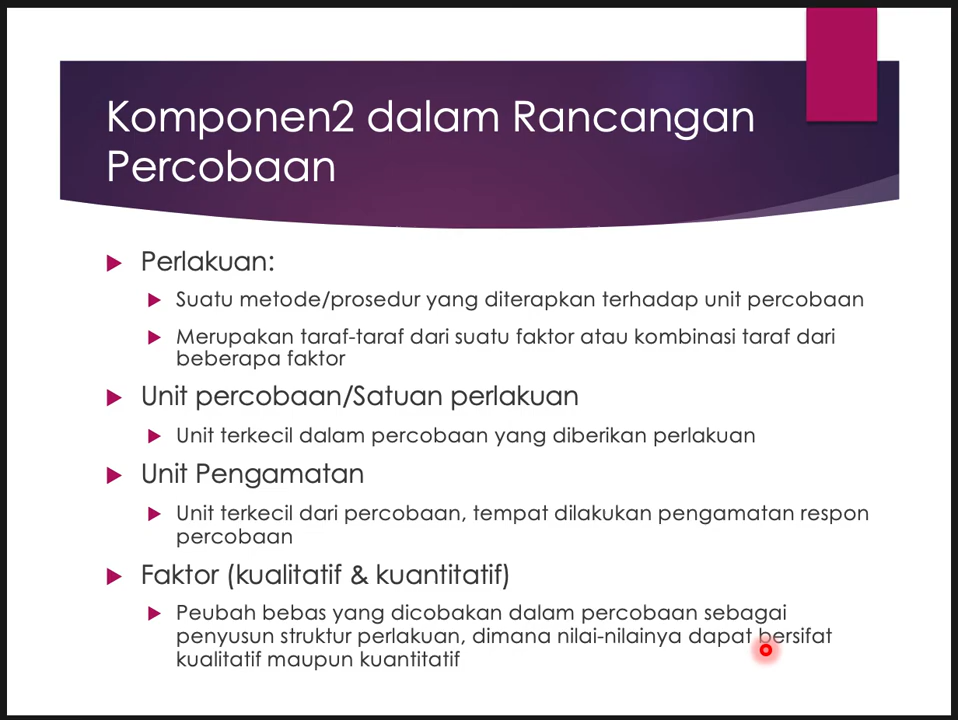 Komponen2 dalam Rancangan
Percobaan
Perlakuan:
Suatu metode/prosedur yang diterapkan terhadap unit percobaan
Merupakan taraf-taraf dari suatu faktor atau kombinasi taraf dari
beberapa faktor
Unit percobaan/Satuan perlakuan
Unit terkecil dalam percobaan yang diberikan perlakuan
Unit Pengamatan
Unit terkecil dari percobaan, tempat dilakukan pengamatan respon
percobaan
Faktor (kualitatif & kuantitatif)
Peubah bebas yang dicobakan dalam percobaan sebagai
penyusun struktur perlakuan, dimana nilai-nilainya dapat bersifat
kualitatif maupun kuantitatif